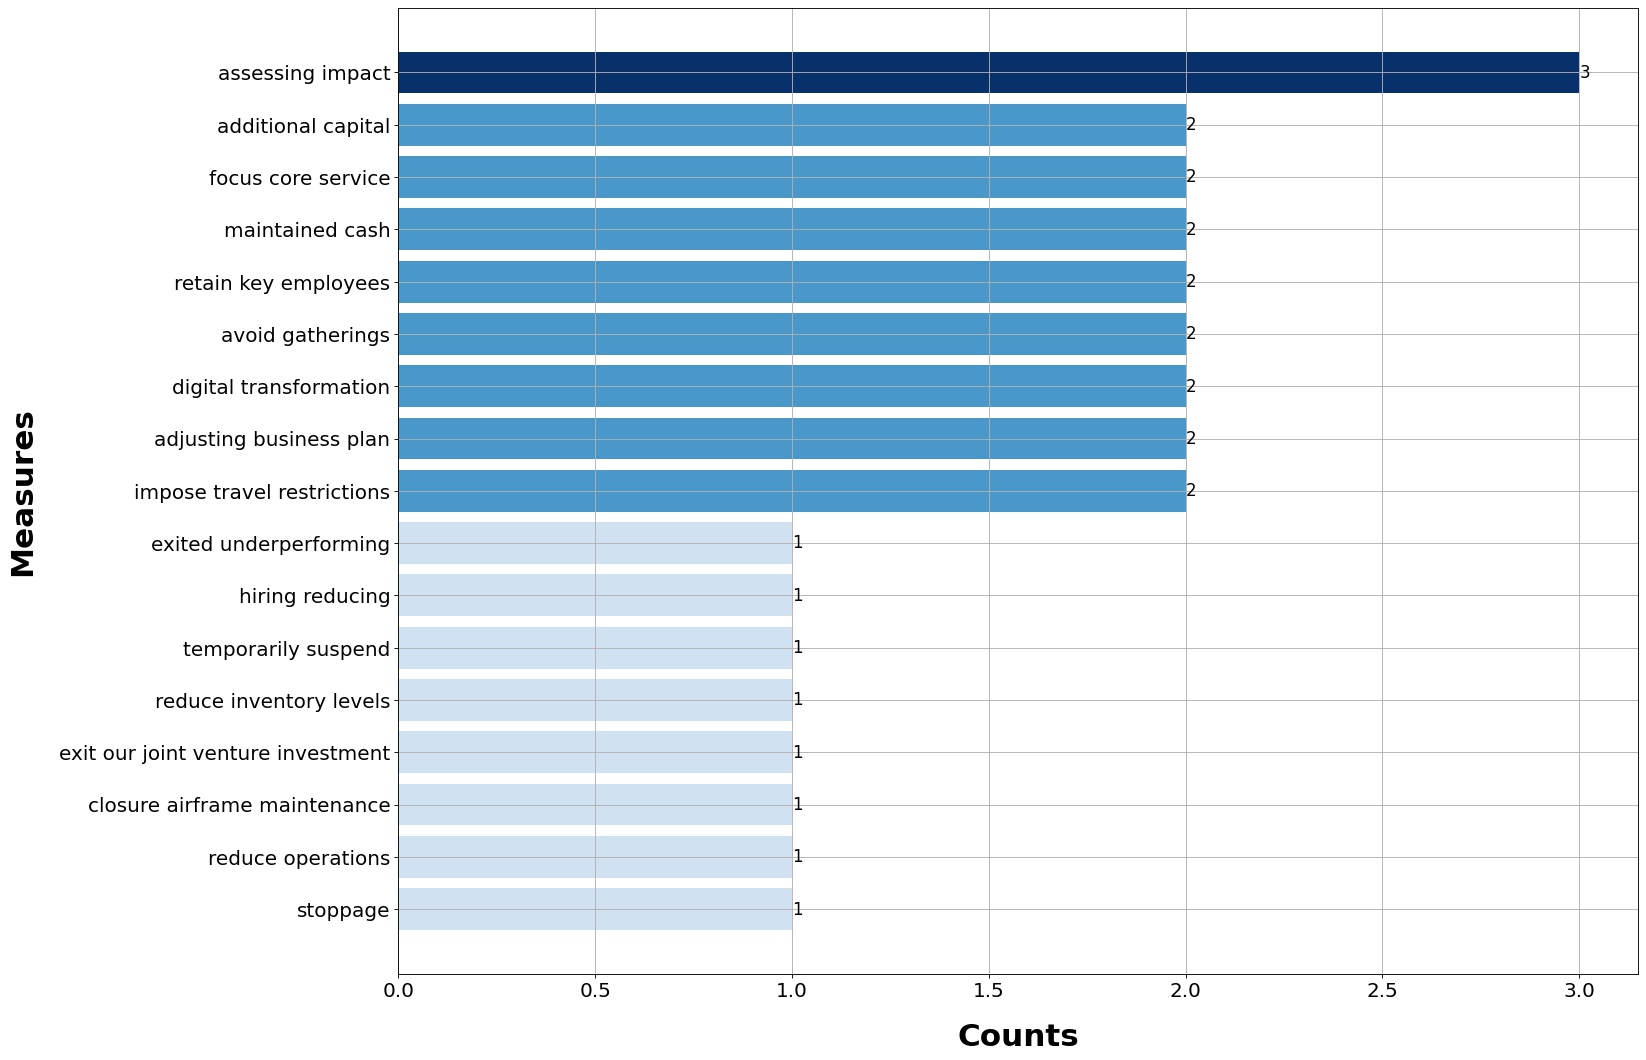 assessing impact 3
additional capital 2
focus core service 2
maintained cash 2
retain key employees 2
avoid gatherings 2
digital transformation 2
adjusting business plan 2
impose travel restrictions 2
exited underperforming 1
hiring reducing 1
temporarily suspend 1
reduce inventory levels 1
exit our joint venture investment 1
closure airframe maintenance 1
reduce operations 1
stoppage 1
0.0 0.5 1.0 1.5 2.0 2.5 3.0
Counts
Measures